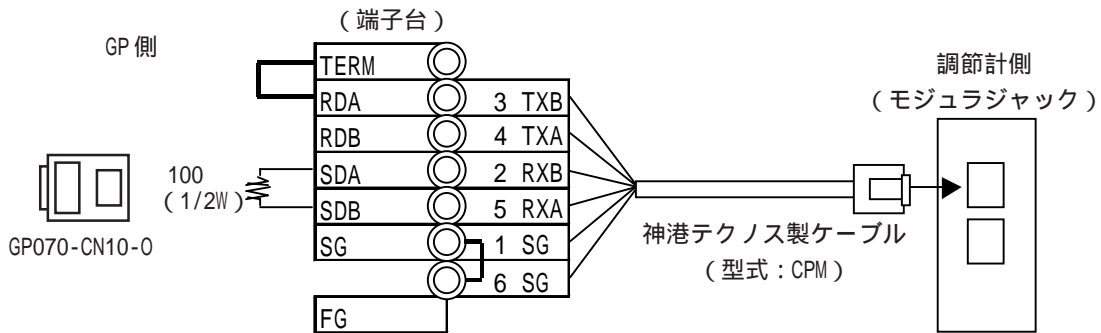 (端子台)
GP側
調節計側
(モジュラジャック)
TERM
RDA 3 TXB
RDB 4 TXA
SDA 2 RXB
SDB 5 RXA
SG 1 SG
6 SG
FG
100
(1/2W)
GP070-CN10-O
神港テクノス製ケーブル
(型式:CPM)